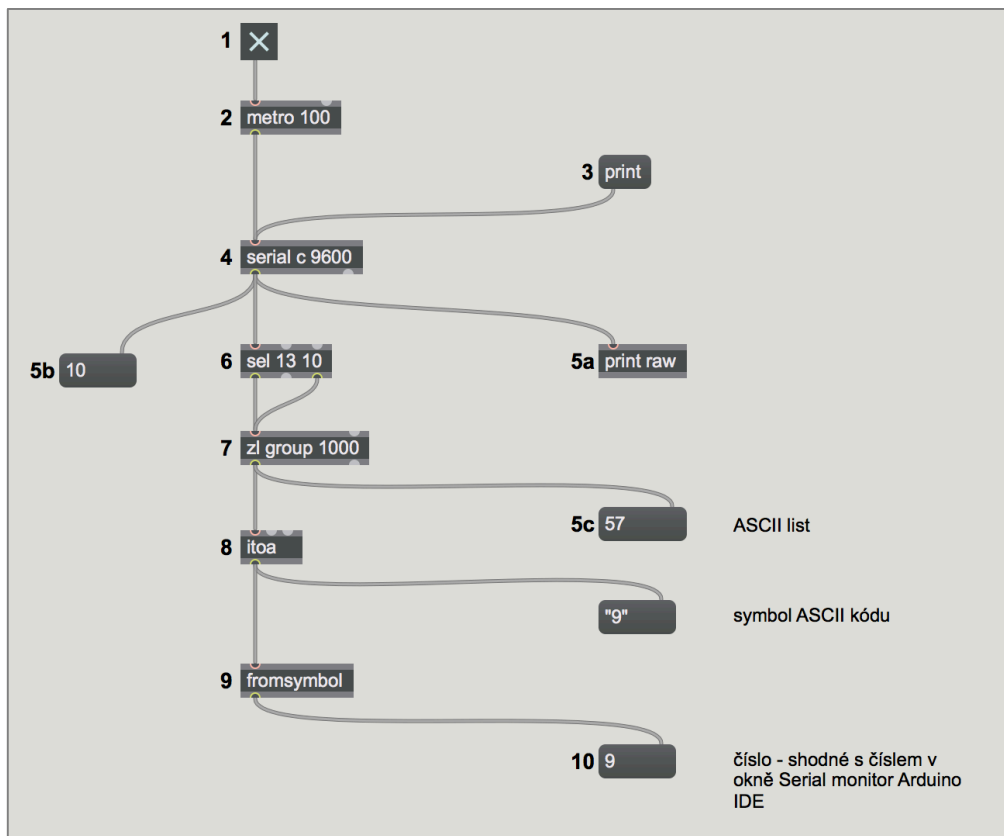 1
2 metro 100
3 print
4 serial c 9600
5b 10
6 sel 13 10
5a print raw
7 zl group 1000
5c 57 ASCII list
8 itoa
"9" symbol ASCII kódu
9 fromsymbol
10 9 číslo - shodné s číslem v
okně Serial monitor Arduino
IDE